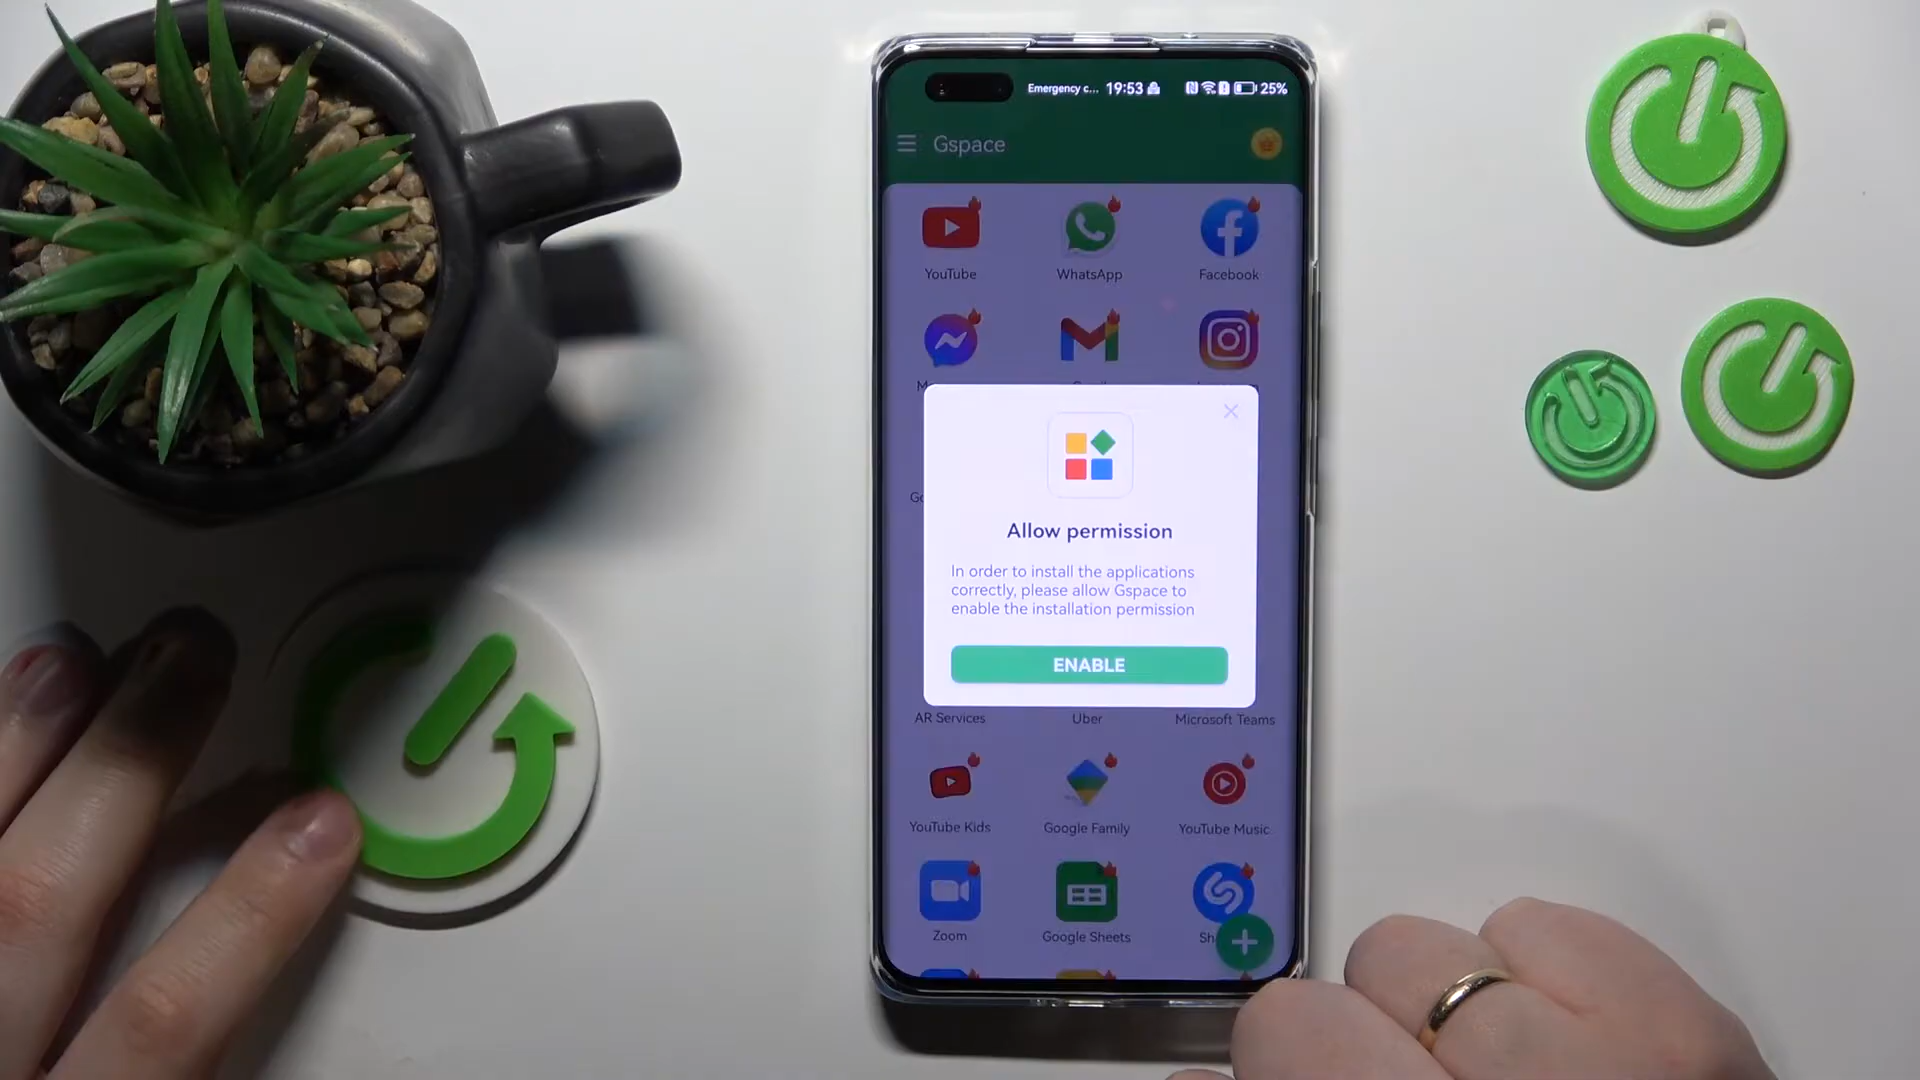 Emergency c... 19:53 25%
Gspace
YouTube WhatsApp Facebook
Allow permission
In order to install the applications
correctly, please allow Gspace to
enable the installation permission
ENABLE
AR Services Uber Microsoft Teams
YouTube Kids Google Family YouTube Music
Zoom Google Sheets Sh